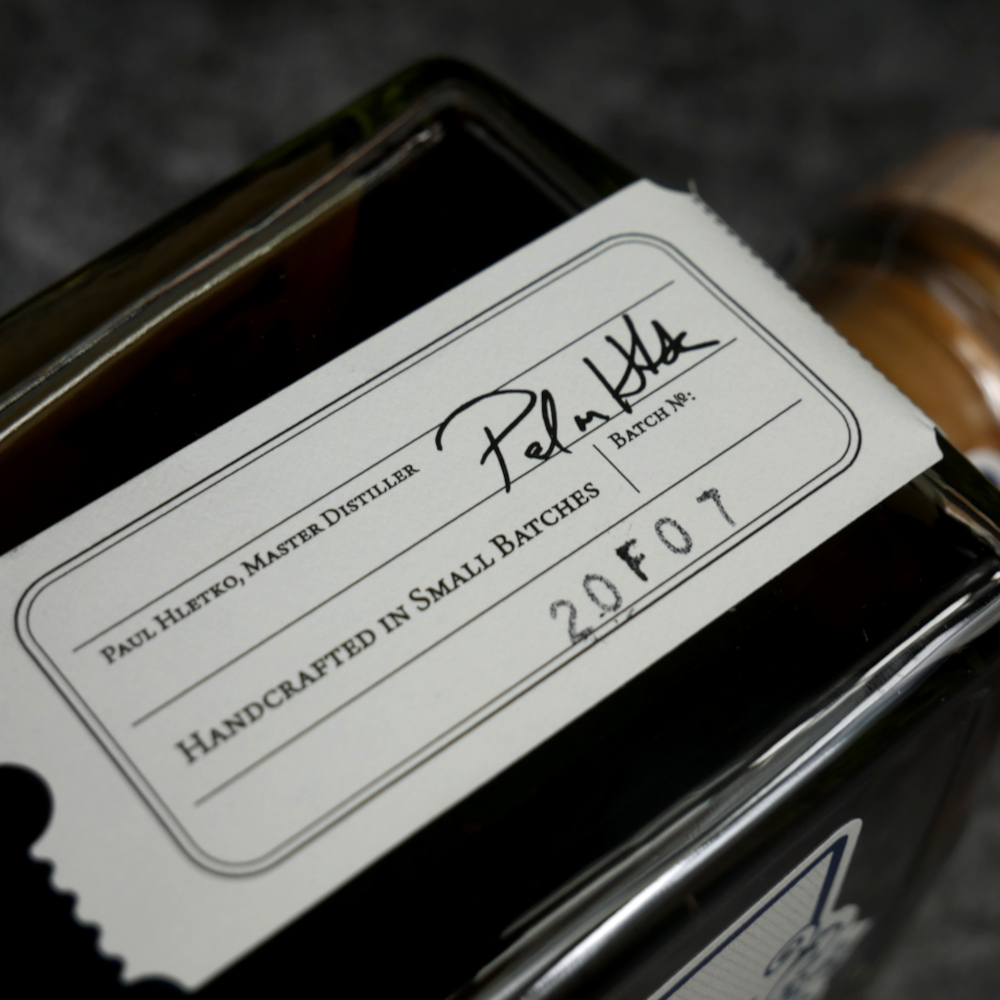 Paul Hletko, Master Distiller
Handcrafted in Small Batches
Batch №:
20F07